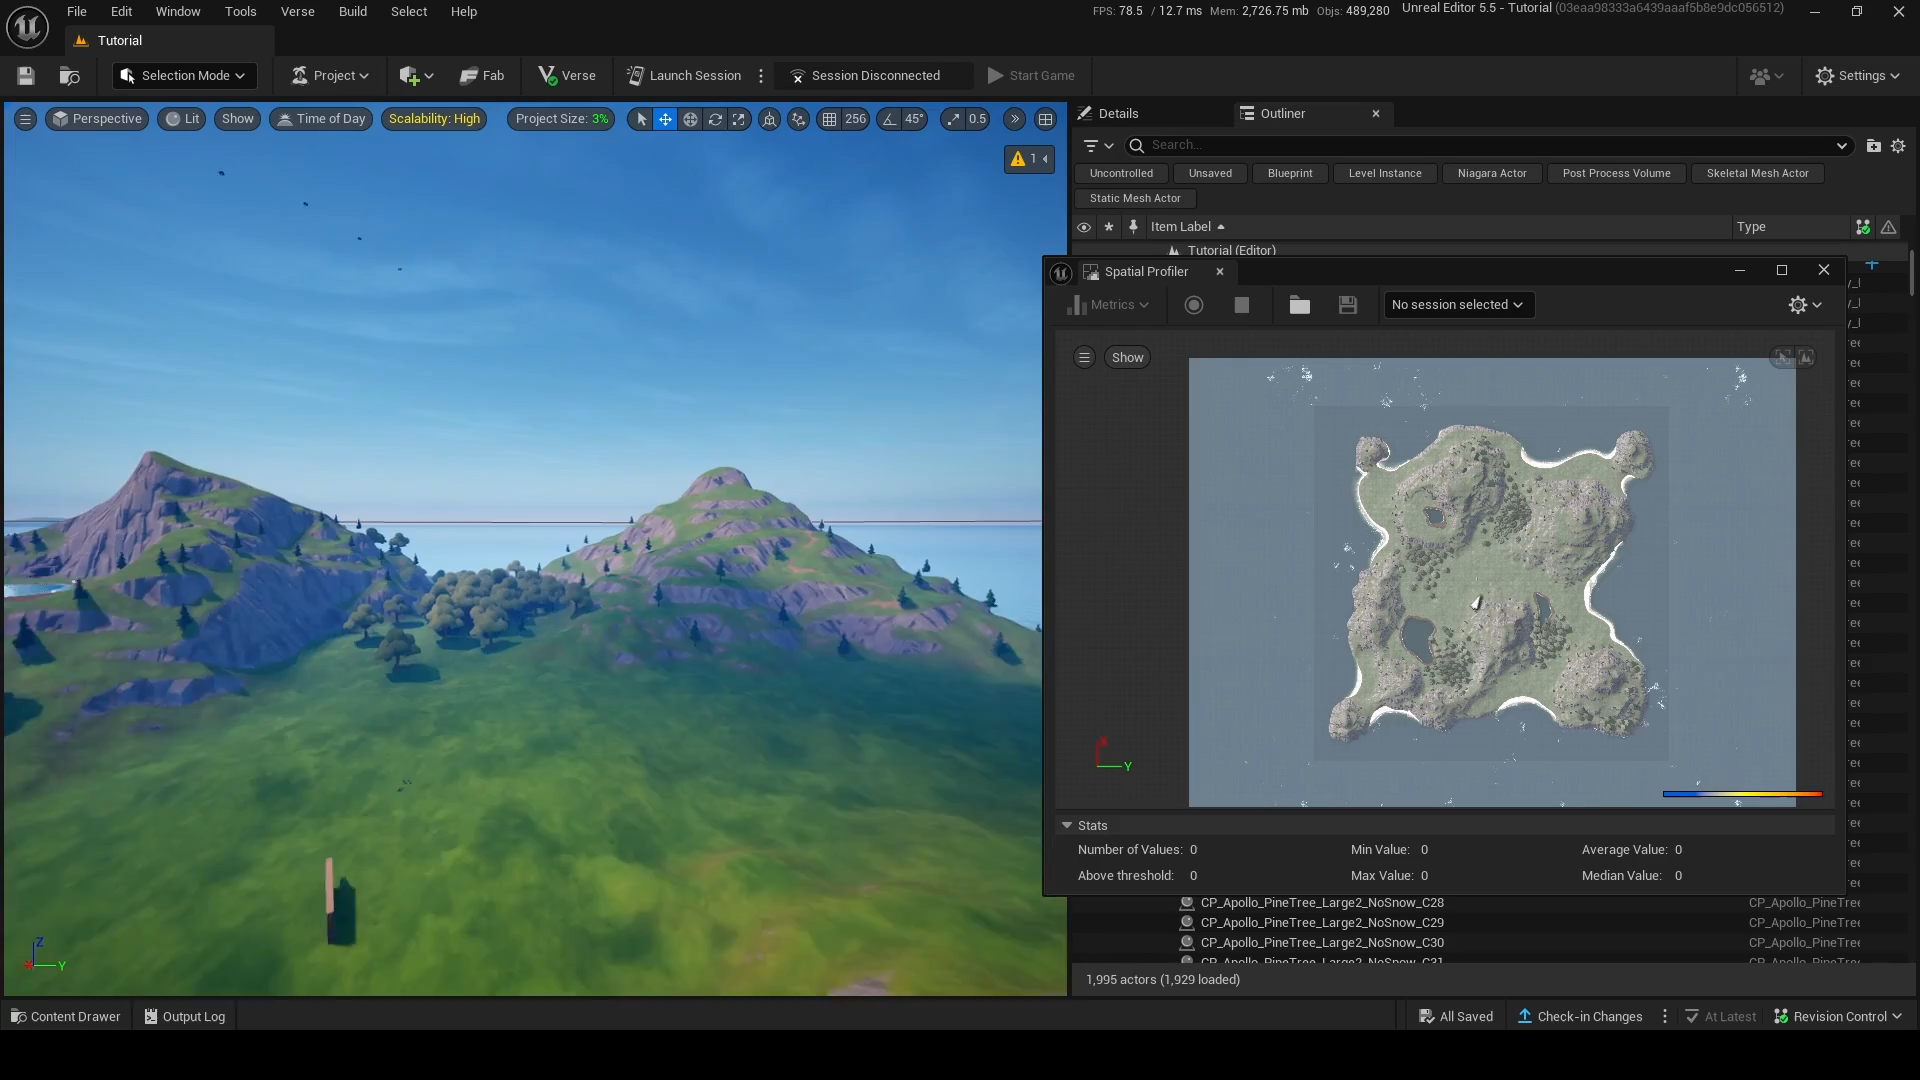 File Edit Window Tools Verse Build Select Help
FPS: 78.5 / 12.7 ms Mem: 2,726.75 mb Objs: 489,280 Unreal Editor 5.5 - Tutorial (03eaa98333a6439aaaf5b8e9dc056512)
Tutorial
Selection Mode Project Fab Verse Launch Session Session Disconnected Start Game Settings
Perspective Lit Show Time of Day Scalability: High Project Size: 3% 256 45° 0.5
1
Details Outliner
Search...
Uncontrolled Unsaved Blueprint Level Instance Niagara Actor Post Process Volume Skeletal Mesh Actor
Static Mesh Actor
Item Label Type
Tutorial (Editor)
Spatial Profiler
Metrics No session selected
Show
X
Y
Stats
Number of Values: 0 Min Value: 0 Average Value: 0
Above threshold: 0 Max Value: 0 Median Value: 0
CP_Apollo_PineTree_Large2_NoSnow_C28 CP_Apollo_PineTree
CP_Apollo_PineTree_Large2_NoSnow_C29 CP_Apollo_PineTree
CP_Apollo_PineTree_Large2_NoSnow_C30 CP_Apollo_PineTree
CP_Apollo_PineTree_Large2_NoSnow_C31
Z
Y
1,995 actors (1,929 loaded)
Content Drawer Output Log All Saved Check-in Changes At Latest Revision Control